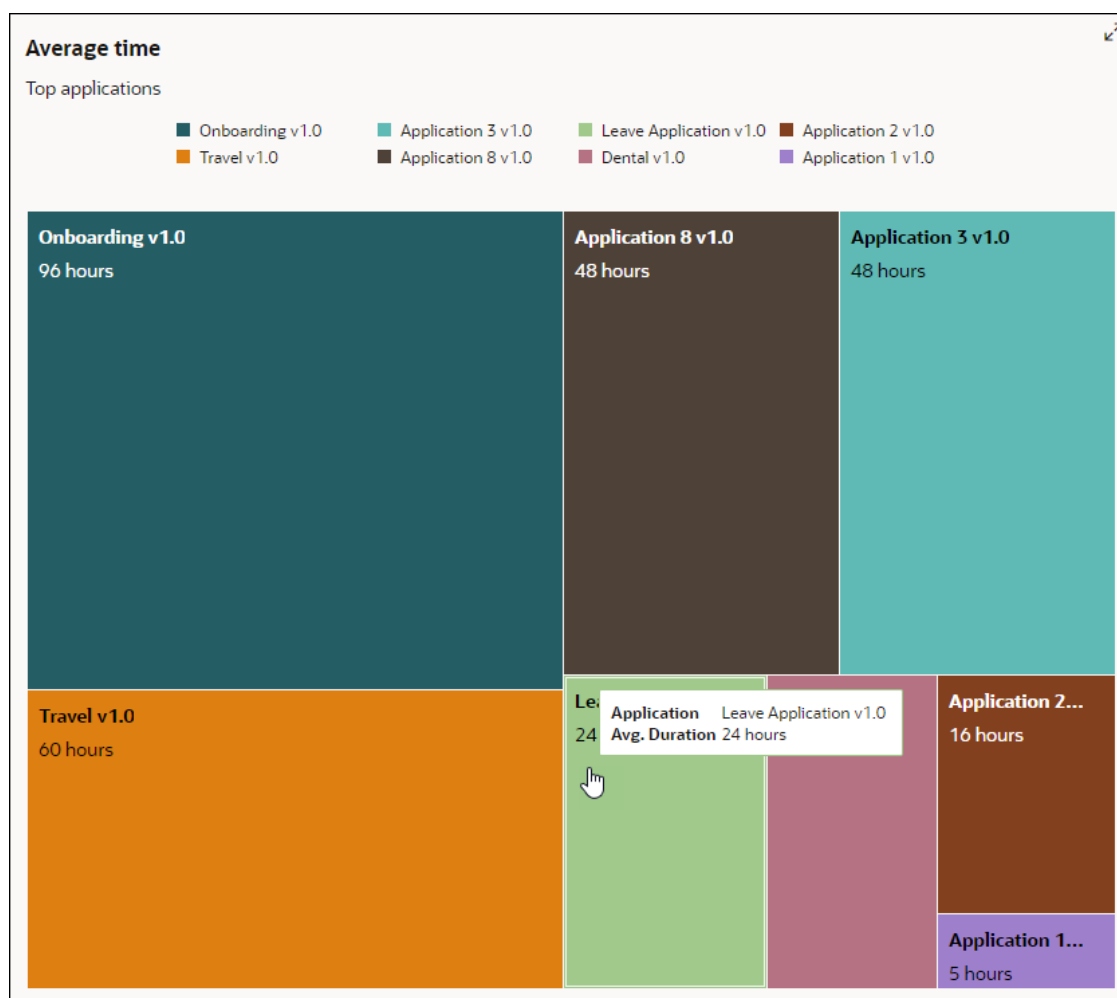 Average time
Top applications
Onboarding v1.0 Application 3 v1.0 Leave Application v1.0 Application 2 v1.0
Travel v1.0 Application 8 v1.0 Dental v1.0 Application 1 v1.0
Onboarding v1.0
96 hours
Application 8 v1.0
48 hours
Application 3 v1.0
48 hours
Travel v1.0
60 hours
24
Application Leave Application v1.0
Avg. Duration 24 hours
Application 2...
16 hours
Application 1...
5 hours